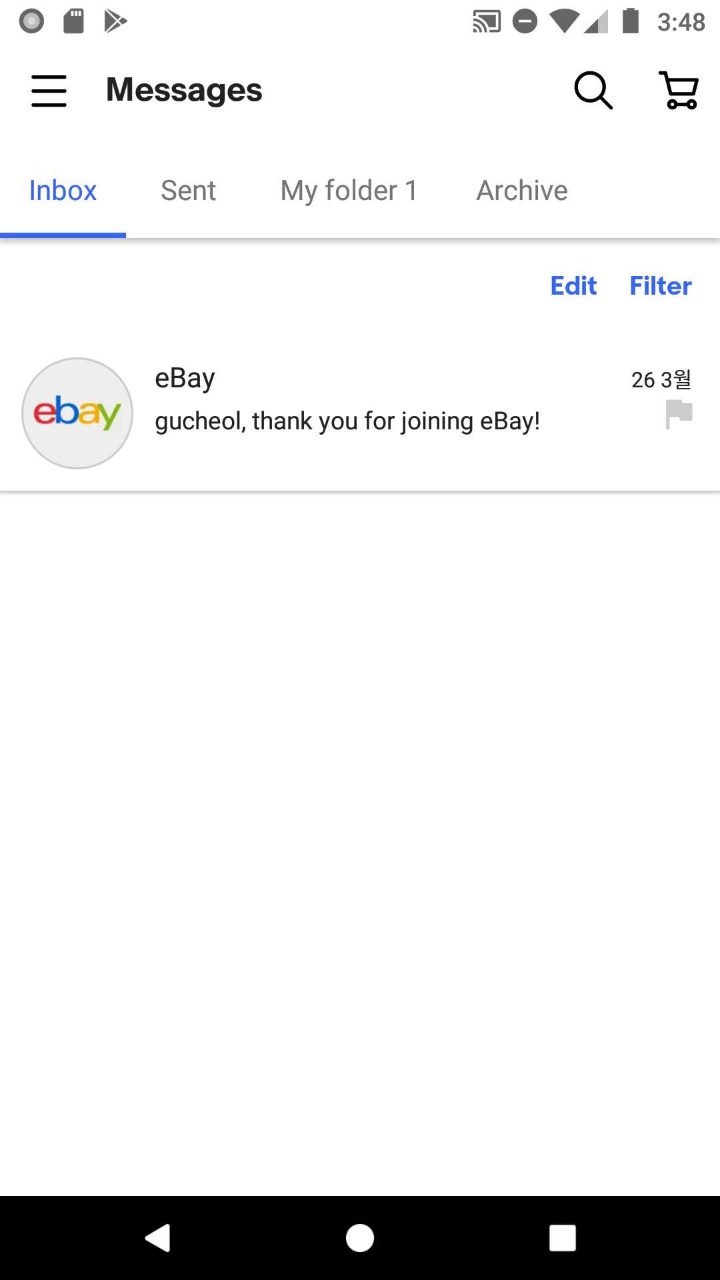 3:48
Messages
Inbox Sent My folder 1 Archive
Edit Filter
ebay
eBay
26 3월
gucheol, thank you for joining eBay!